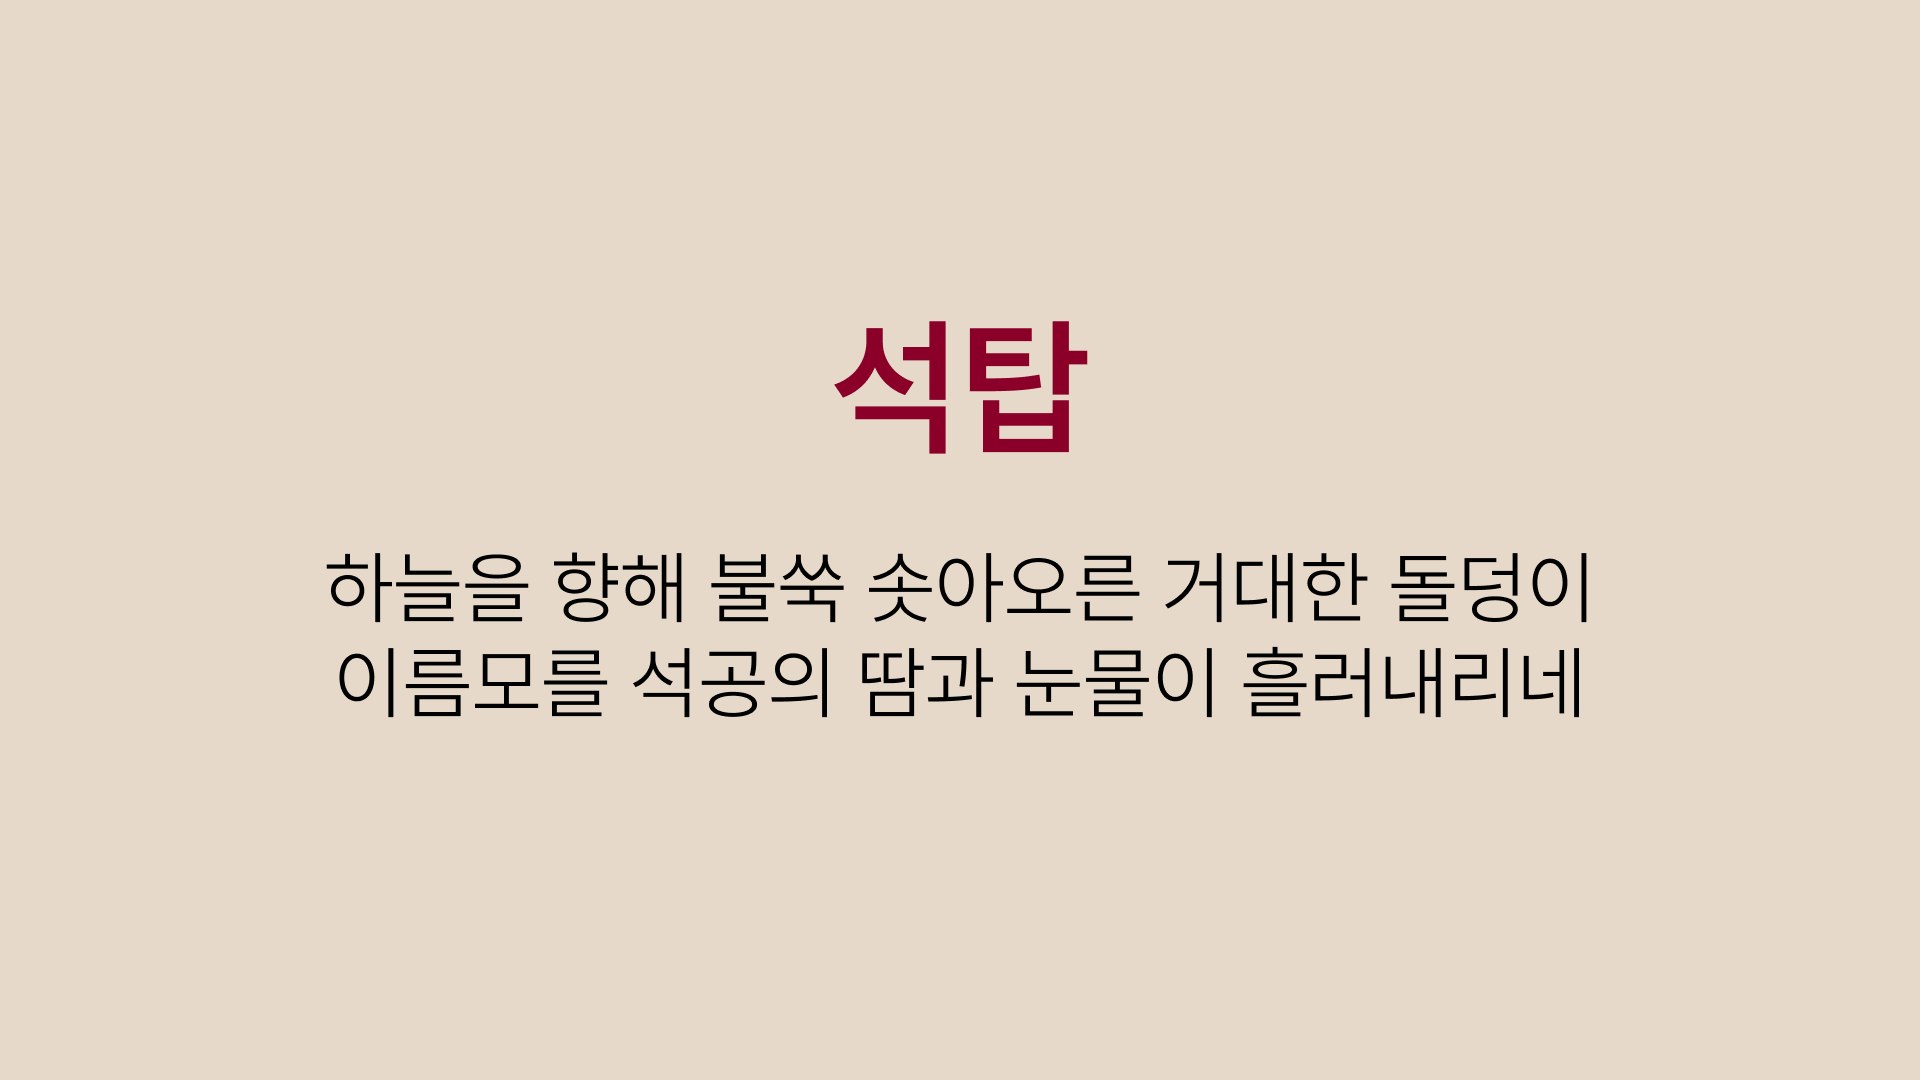 석탑
하늘을 향해 불쑥 솟아오른 거대한 돌덩이
이름모를 석공의 땀과 눈물이 흘러내리네